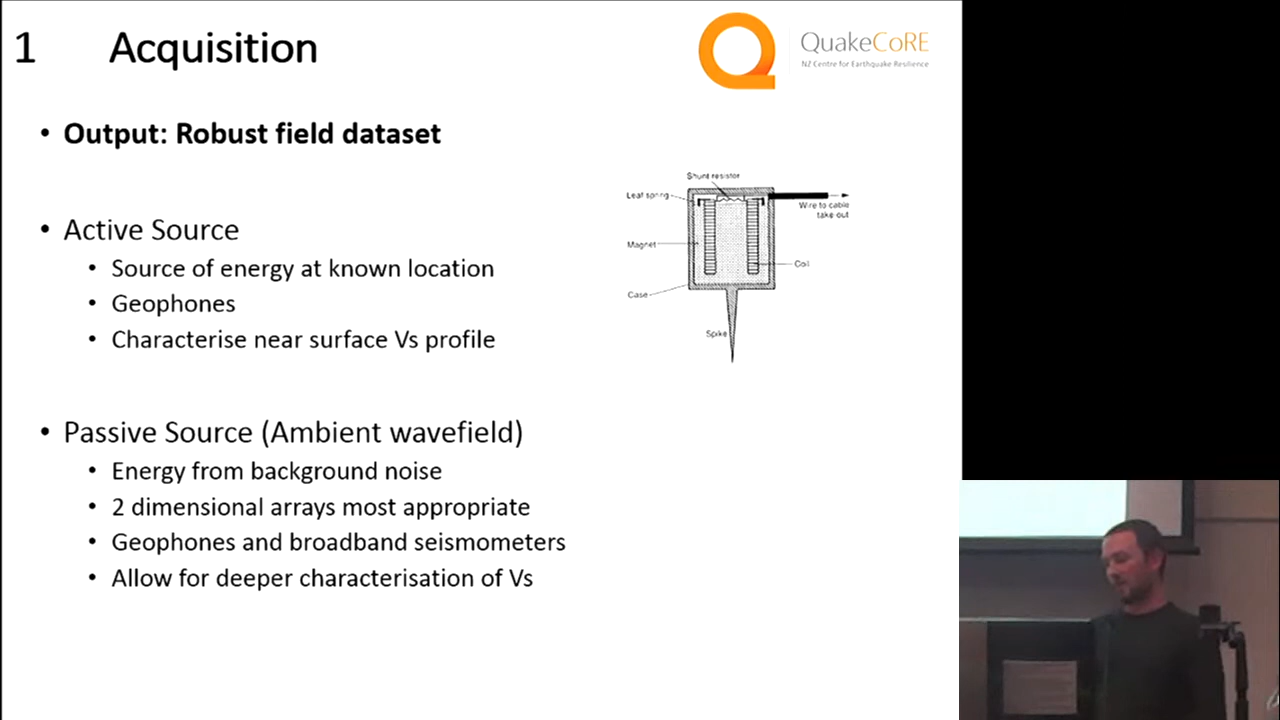 1 Acquisition
QuakeCoRE
NZ Centre for Earthquake Resilience
• Output: Robust field dataset
• Active Source
• Source of energy at known location
• Geophones
• Characterise near surface Vs profile
Shunt resistor
Leaf spring
Wire to cable
take out
Magnet
Coil
Case
Spike
• Passive Source (Ambient wavefield)
• Energy from background noise
• 2 dimensional arrays most appropriate
• Geophones and broadband seismometers
• Allow for deeper characterisation of Vs